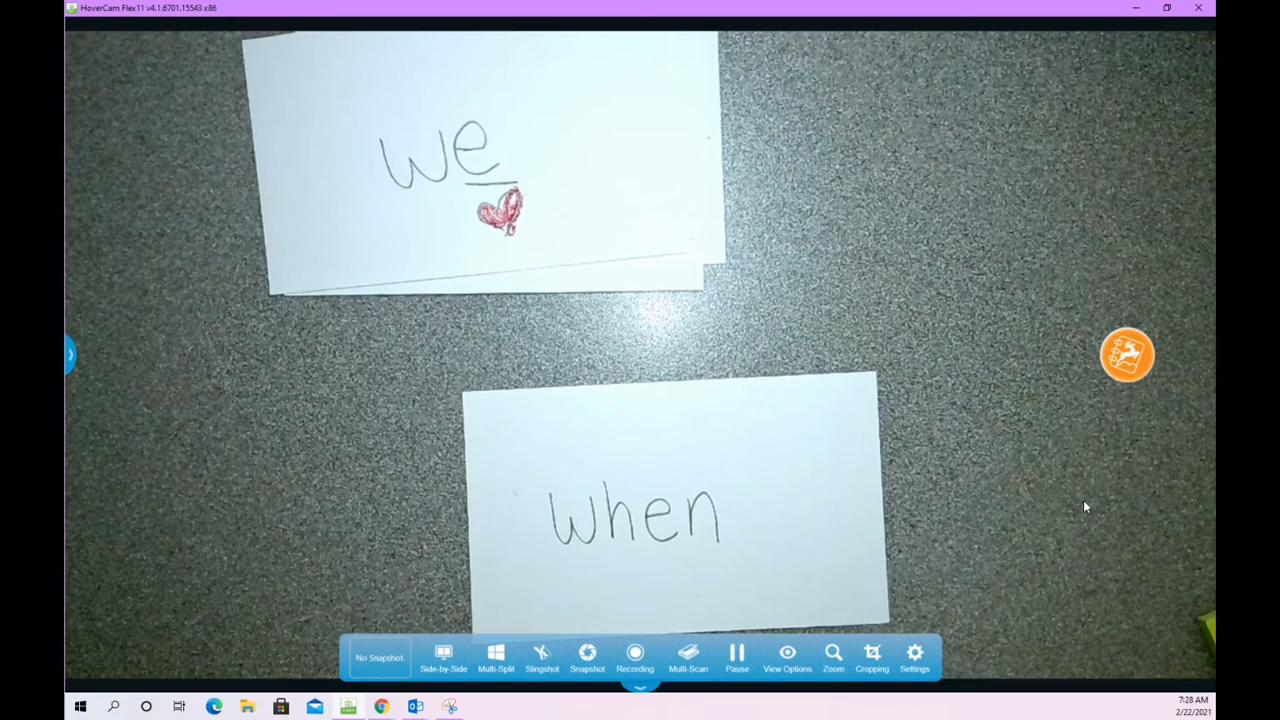 HoverCam Flex11 v4.1.6701.15543 x86
we
when
No Snapshot.
Side-by-Side
Multi-Split
Slingshot
Snapshot
Recording
Multi-Scan
Pause
View Options
Zoom
Cropping
Settings
7:28 AM
2/22/2021